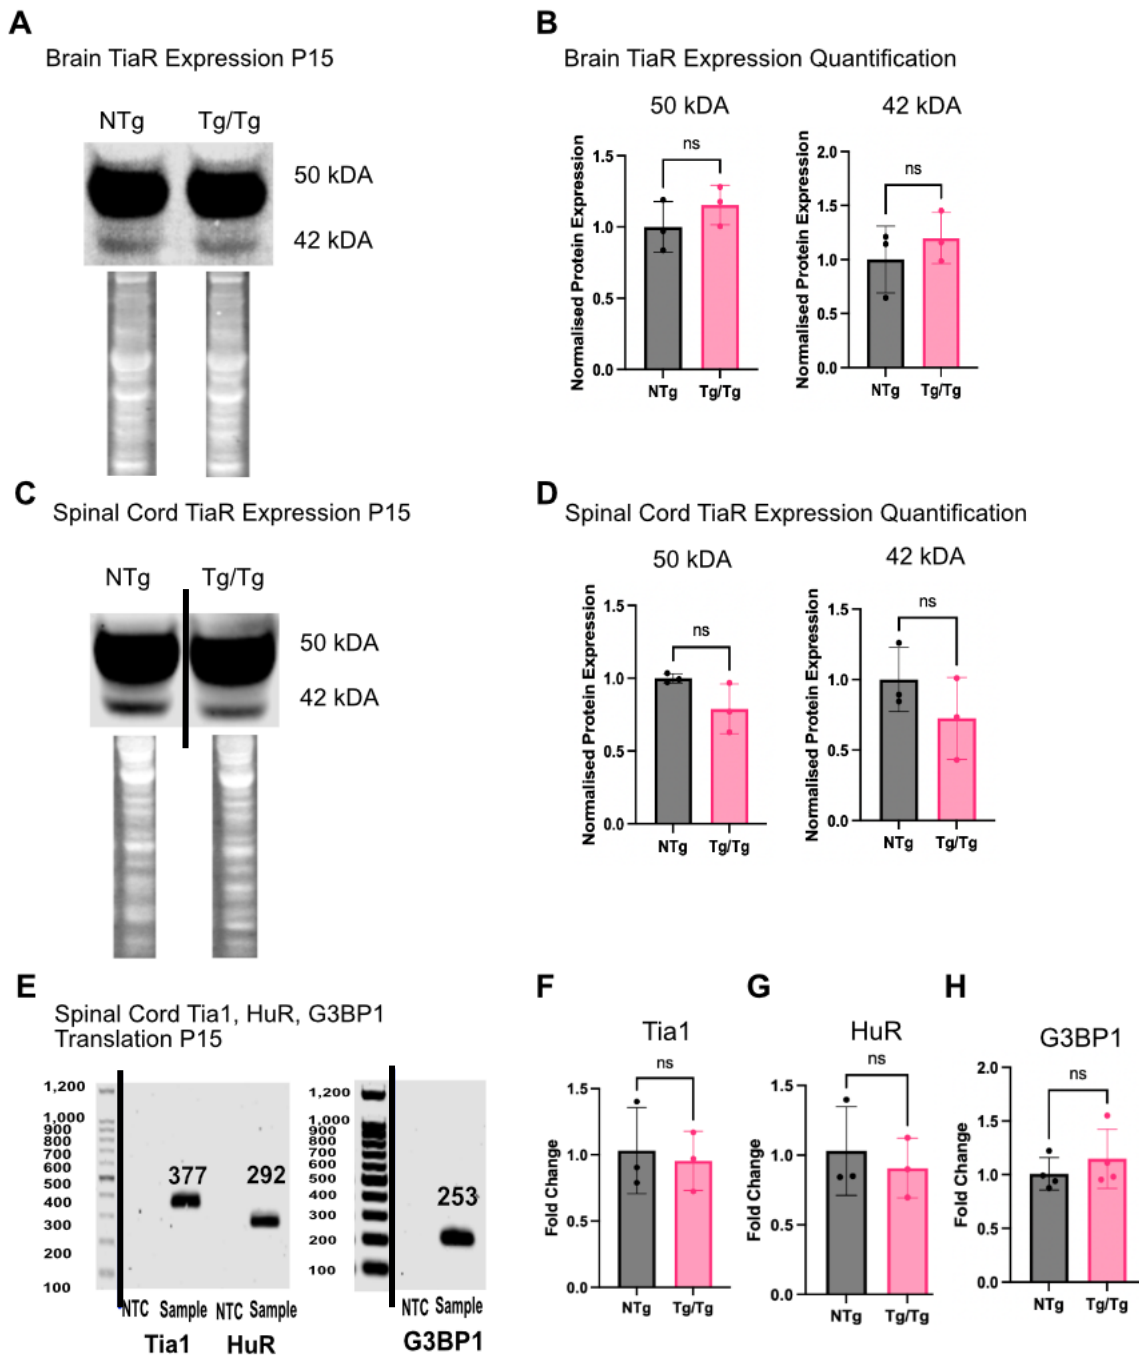 A
Brain TiaR Expression P15
NTg Tg/Tg
50 kDA
42 kDA
B
Brain TiaR Expression Quantification
50 kDA
Normalised Protein Expression
1.5
1.0
0.5
0.0
ns
NTg Tg/Tg
42 kDA
Normalised Protein Expression
2.0
1.5
1.0
0.5
0.0
ns
NTg Tg/Tg
C
Spinal Cord TiaR Expression P15
NTg Tg/Tg
50 kDA
42 kDA
D
Spinal Cord TiaR Expression Quantification
50 kDA
Normalised Protein Expression
1.5
1.0
0.5
0.0
ns
NTg Tg/Tg
42 kDA
Normalised Protein Expression
1.5
1.0
0.5
0.0
ns
NTg Tg/Tg
E
Spinal Cord Tia1, HuR, G3BP1
Translation P15
1,200
1,000
900
800
700
600
500
400
300
200
100
377
292
NTC Sample NTC Sample
Tia1 HuR
1,200
1,000
900
800
700
600
500
400
300
200
100
253
NTC Sample
G3BP1
F
Tia1
Fold Change
1.5
1.0
0.5
0.0
ns
NTg Tg/Tg
G
HuR
Fold Change
1.5
1.0
0.5
0.0
ns
NTg Tg/Tg
H
G3BP1
Fold Change
2.0
1.5
1.0
0.5
0.0
ns
NTg Tg/Tg